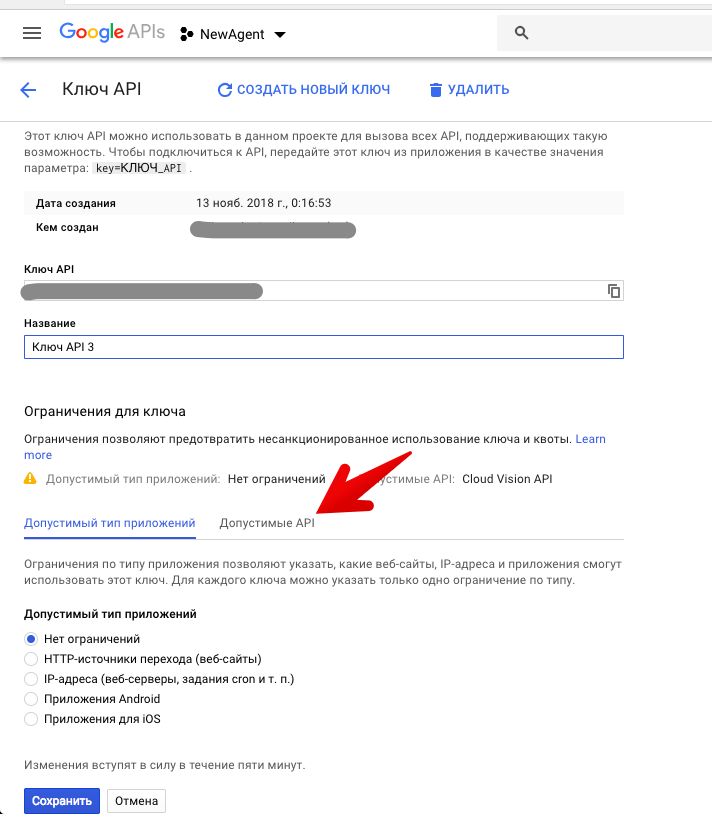 Google APIs NewAgent
Ключ API СОЗДАТЬ НОВЫЙ КЛЮЧ УДАЛИТЬ
Этот ключ API можно использовать в данном проекте для вызова всех API, поддерживающих такую
возможность. Чтобы подключиться к API, передайте этот ключ из приложения в качестве значения
параметра: key=КЛЮЧ_API .
Дата создания 13 нояб. 2018 г., 0:16:53
Кем создан
Ключ API
Название
Ключ API 3
Ограничения для ключа
Ограничения позволяют предотвратить несанкционированное использование ключа и квоты. Learn
more
Допустимый тип приложений: Нет ограничений API: Cloud Vision API
Допустимый тип приложений Допустимые API
Ограничения по типу приложения позволяют указать, какие веб-сайты, IP-адреса и приложения смогут
использовать этот ключ. Для каждого ключа можно указать только одно ограничение по типу.
Допустимый тип приложений
Нет ограничений
HTTP-источники перехода (веб-сайты)
IP-адреса (веб-серверы, задания cron и т. п.)
Приложения Android
Приложения для iOS
Изменения вступят в силу в течение пяти минут.
Сохранить Отмена